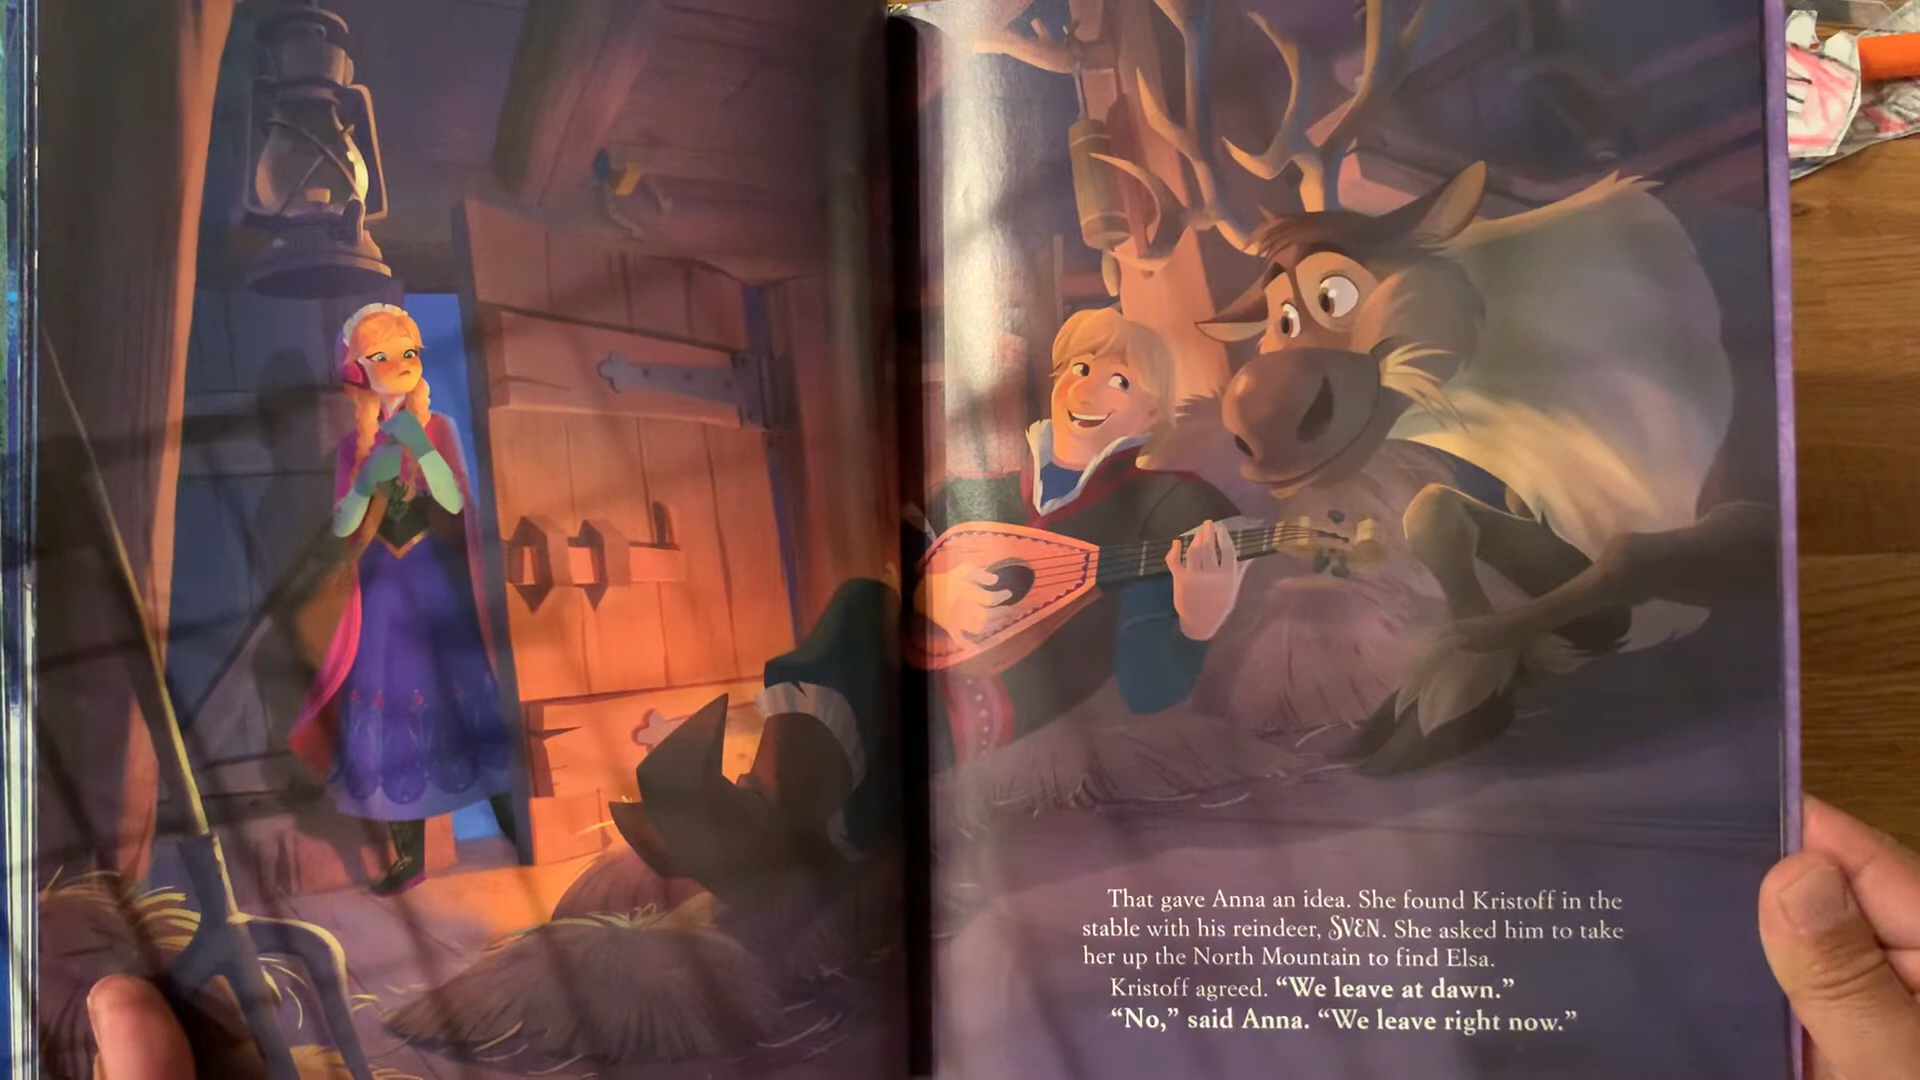 That gave Anna an idea. She found Kristoff in the
stable with his reindeer, SVEN. She asked him to take
her up the North Mountain to find Elsa.
Kristoff agreed. “We leave at dawn.”
“No,” said Anna. “We leave right now.”